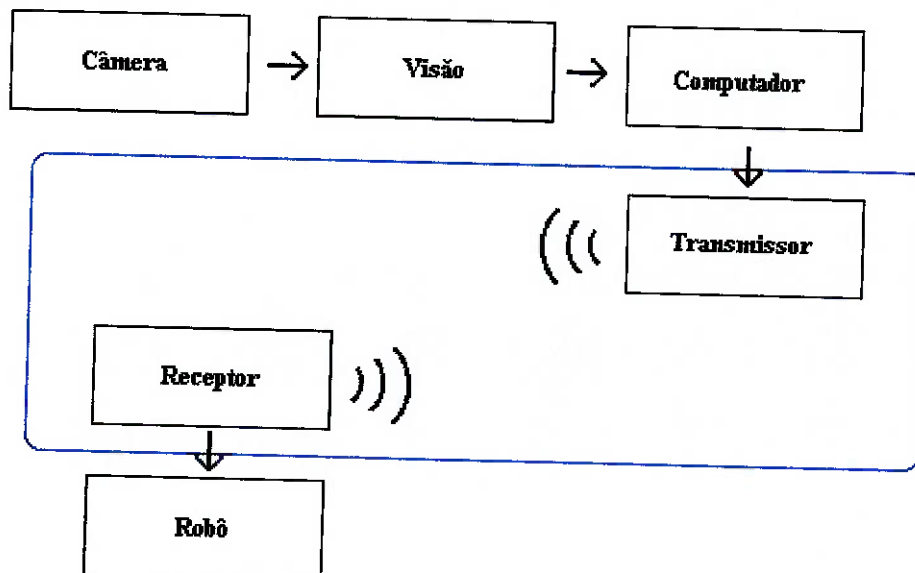 Câmera
Visão
Computador
Transmissor
Receptor
Robô